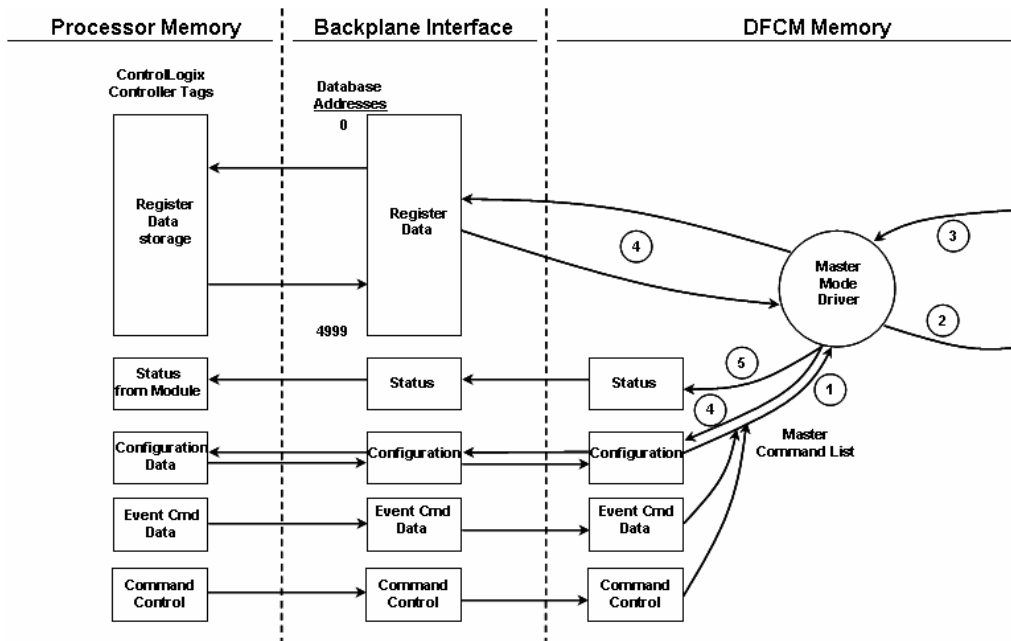 Processor Memory
Backplane Interface
DFCM Memory
ControlLogix
Controller Tags
Database
Addresses
0
Register
Data
storage
Register
Data
4
3
Master
Mode
Driver
2
4999
Status
from Module
Status
Status
5
1
4
Configuration
Data
Configuration
Configuration
Master
Command List
Event Cmd
Data
Event Cmd
Data
Event Cmd
Data
Command
Control
Command
Control
Command
Control